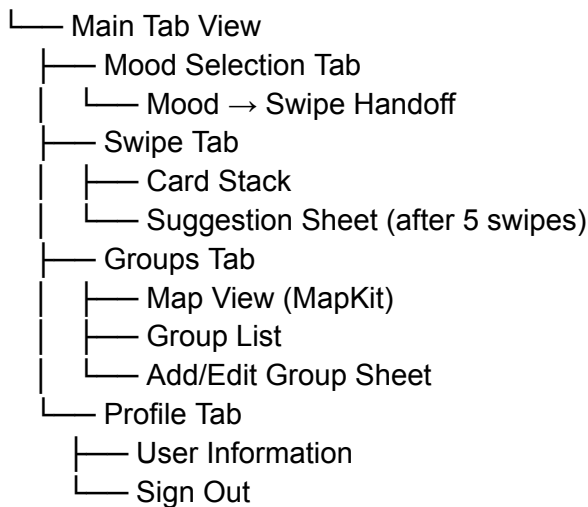 └── Main Tab View
├── Mood Selection Tab
│ └── Mood → Swipe Handoff
├── Swipe Tab
│ ├── Card Stack
│ └── Suggestion Sheet (after 5 swipes)
├── Groups Tab
│ ├── Map View (MapKit)
│ ├── Group List
│ └── Add/Edit Group Sheet
└── Profile Tab
├── User Information
└── Sign Out